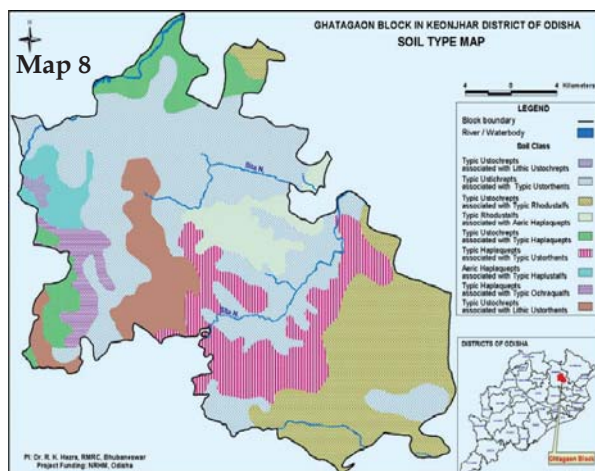 GHATAGAON BLOCK IN KEONJHAR DISTRICT OF ODISHA
SOIL TYPE MAP
N
Map 8
4 0 4 Kilometers
LEGEND
Block boundary
River / Waterbody
Soil Class
Typic Ustochrepts
associated with Lithic Ustochrepts
Typic Ustichrepts
associated with Typic Ustorthents
Typic Ustochrepts
associated with Typic Rhodustalfs
Typic Rhodustalfs
associated with Aeric Haplaquepts
Typic Ustochrepts
associated with Typic Haplaquepts
Typic Haplaquepts
associated with Typic Ustorthents
Aeric Haplaquepts
associated with Typic Haplustalfs
Typic Haplaquepts
associated with Typic Ochraqualfs
Typic Ustochrepts
associated with Lithic Ustorthents
Sita N.
Sita N.
DISTRICTS OF ODISHA
Ghtagaon Block
PI: Dr. R. K. Hazra, RMRC, Bhubaneswar
Project Funding: NRHM, Odisha